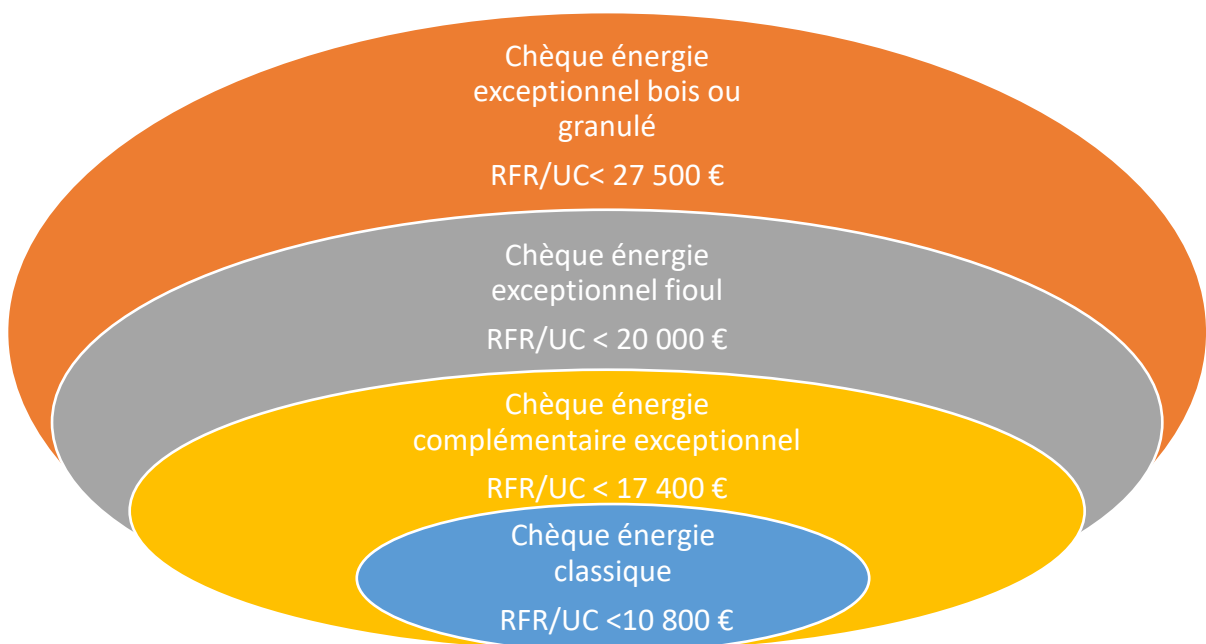 Chèque énergie
exceptionnel bois ou
granulé
RFR/UC< 27 500 €
Chèque énergie
exceptionnel fioul
RFR/UC < 20 000 €
Chèque énergie
complémentaire exceptionnel
RFR/UC < 17 400 €
Chèque énergie
classique
RFR/UC <10 800 €